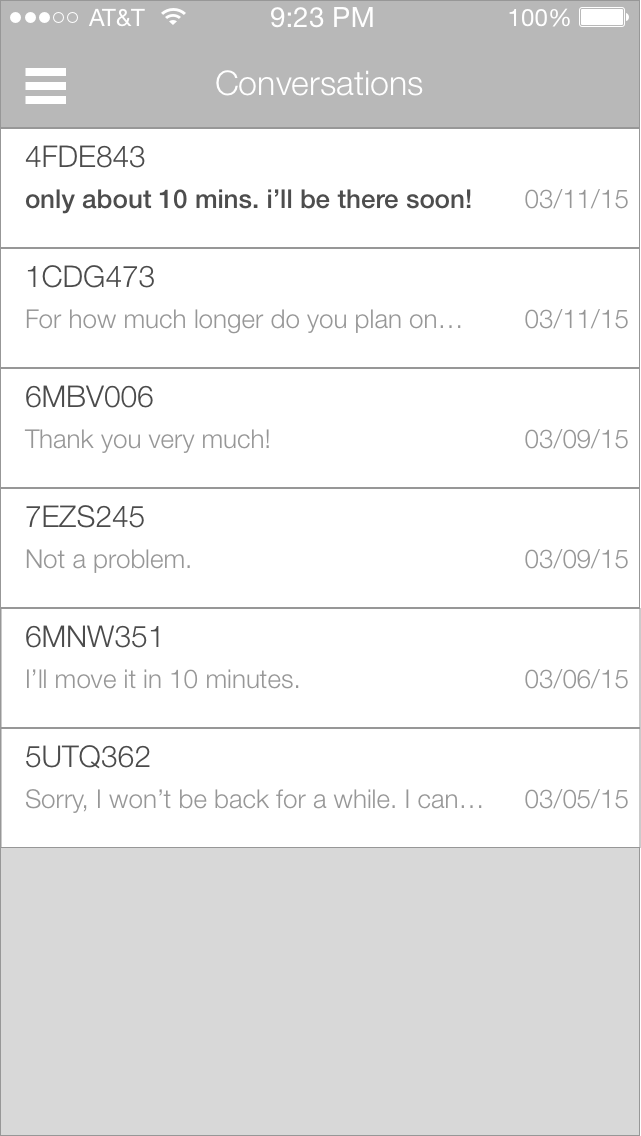 AT&T 9:23 PM 100%
Conversations
4FDE843
only about 10 mins. i’ll be there soon! 03/11/15
1CDG473
For how much longer do you plan on… 03/11/15
6MBV006
Thank you very much! 03/09/15
7EZS245
Not a problem. 03/09/15
6MNW351
I’ll move it in 10 minutes. 03/06/15
5UTQ362
Sorry, I won’t be back for a while. I can… 03/05/15